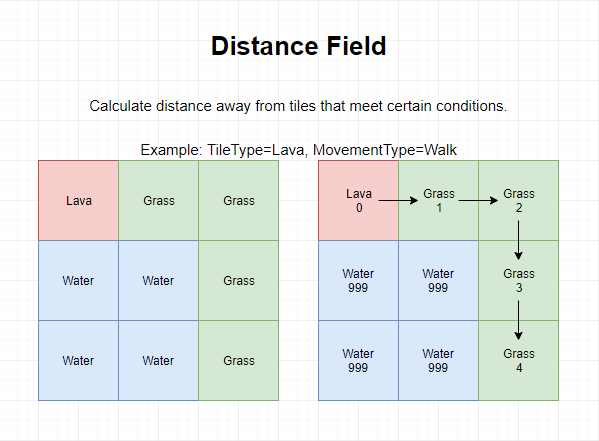 Distance Field
Calculate distance away from tiles that meet certain conditions.
Example: TileType=Lava, MovementType=Walk
Lava Grass Grass
Water Water Grass
Water Water Grass
Lava Grass Grass
0 1 2
Water Water Grass
999 999 3
Water Water Grass
999 999 4